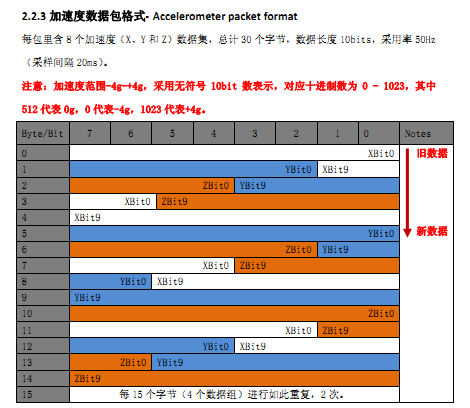 2.2.3 加速度数据包格式- Accelerometer packet format
每包里含 8 个加速度（X、Y 和 Z）数据集，总计 30 个字节，数据长度 10bits，采用率 50Hz
（采样间隔 20ms）。
注意：加速度范围-4g-+4g，采用无符号 10bit 数表示，对应十进制数为 0 - 1023，其中
512 代表 0g，0 代表-4g，1023 代表+4g。
Byte/Bit 7 6 5 4 3 2 1 0 Notes
0 XBit0 旧数据
1 YBit0 XBit9
2 ZBit0 YBit9
3 XBit0 ZBit9
4 XBit9
5 YBit0 新数据
6 ZBit0 YBit9
7 XBit0 ZBit9
8 YBit0 XBit9
9 YBit9
10 ZBit0
11 XBit0 ZBit9
12 YBit0 XBit9
13 ZBit0 YBit9
14 ZBit9
15 每 15 个字节（4 个数据组）进行如此重复，2 次。